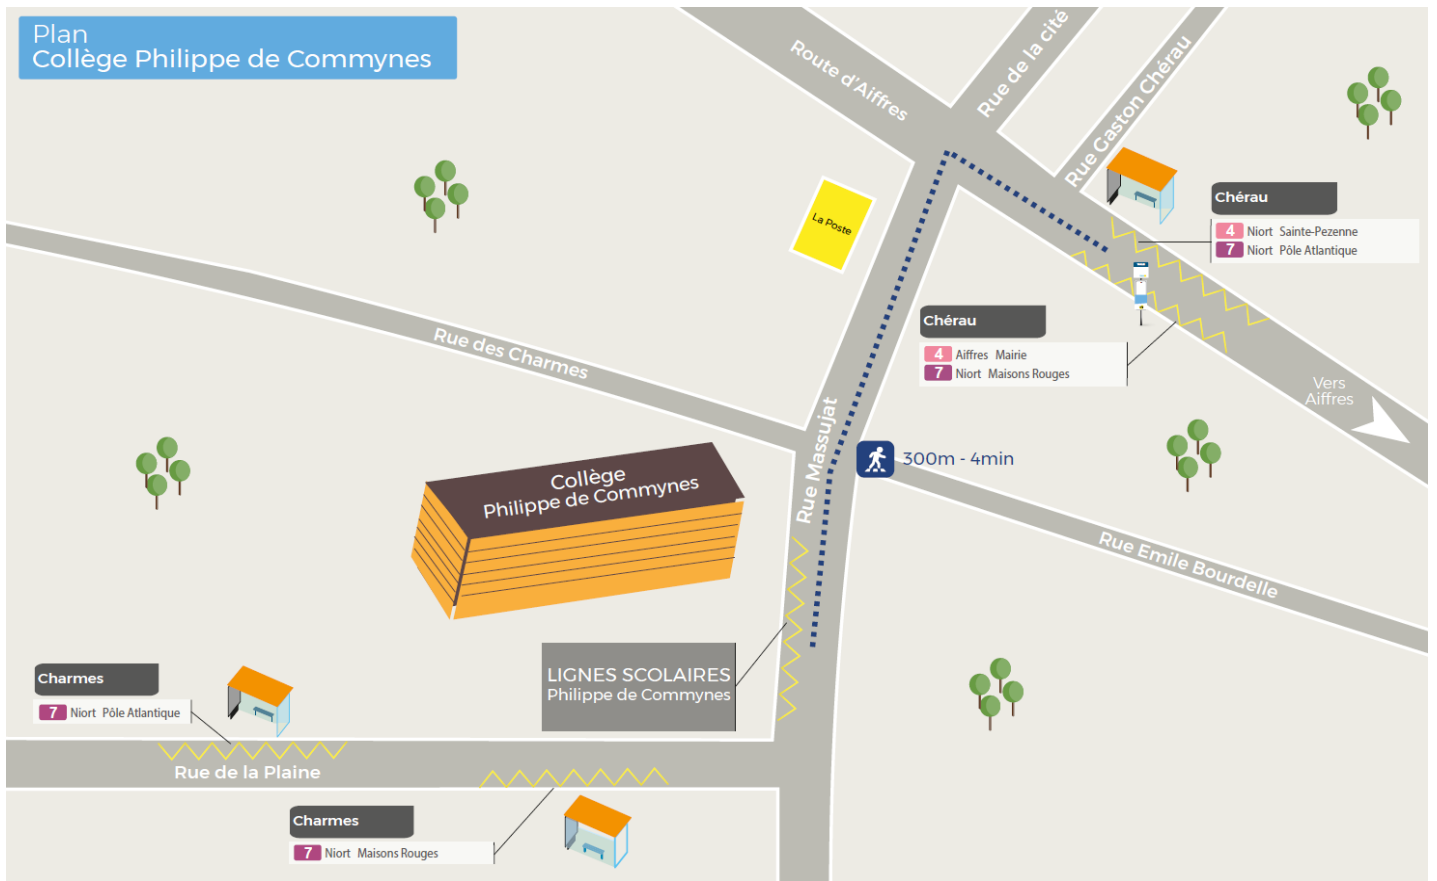 Plan
Collège Philippe de Commynes
Route d'Aiffres
Rue de la cité
Rue Gaston Chérau
La Poste
Chérau
4 Niort Sainte-Pezenne
7 Niort Pôle Atlantique
Chérau
4 Aiffres Mairie
7 Niort Maisons Rouges
Vers
Aiffres
Rue des Charmes
Rue Massujat
300m - 4min
Collège
Philippe de Commynes
Rue Emile Bourdelle
LIGNES SCOLAIRES
Philippe de Commynes
Charmes
7 Niort Pôle Atlantique
Rue de la Plaine
Charmes
7 Niort Maisons Rouges